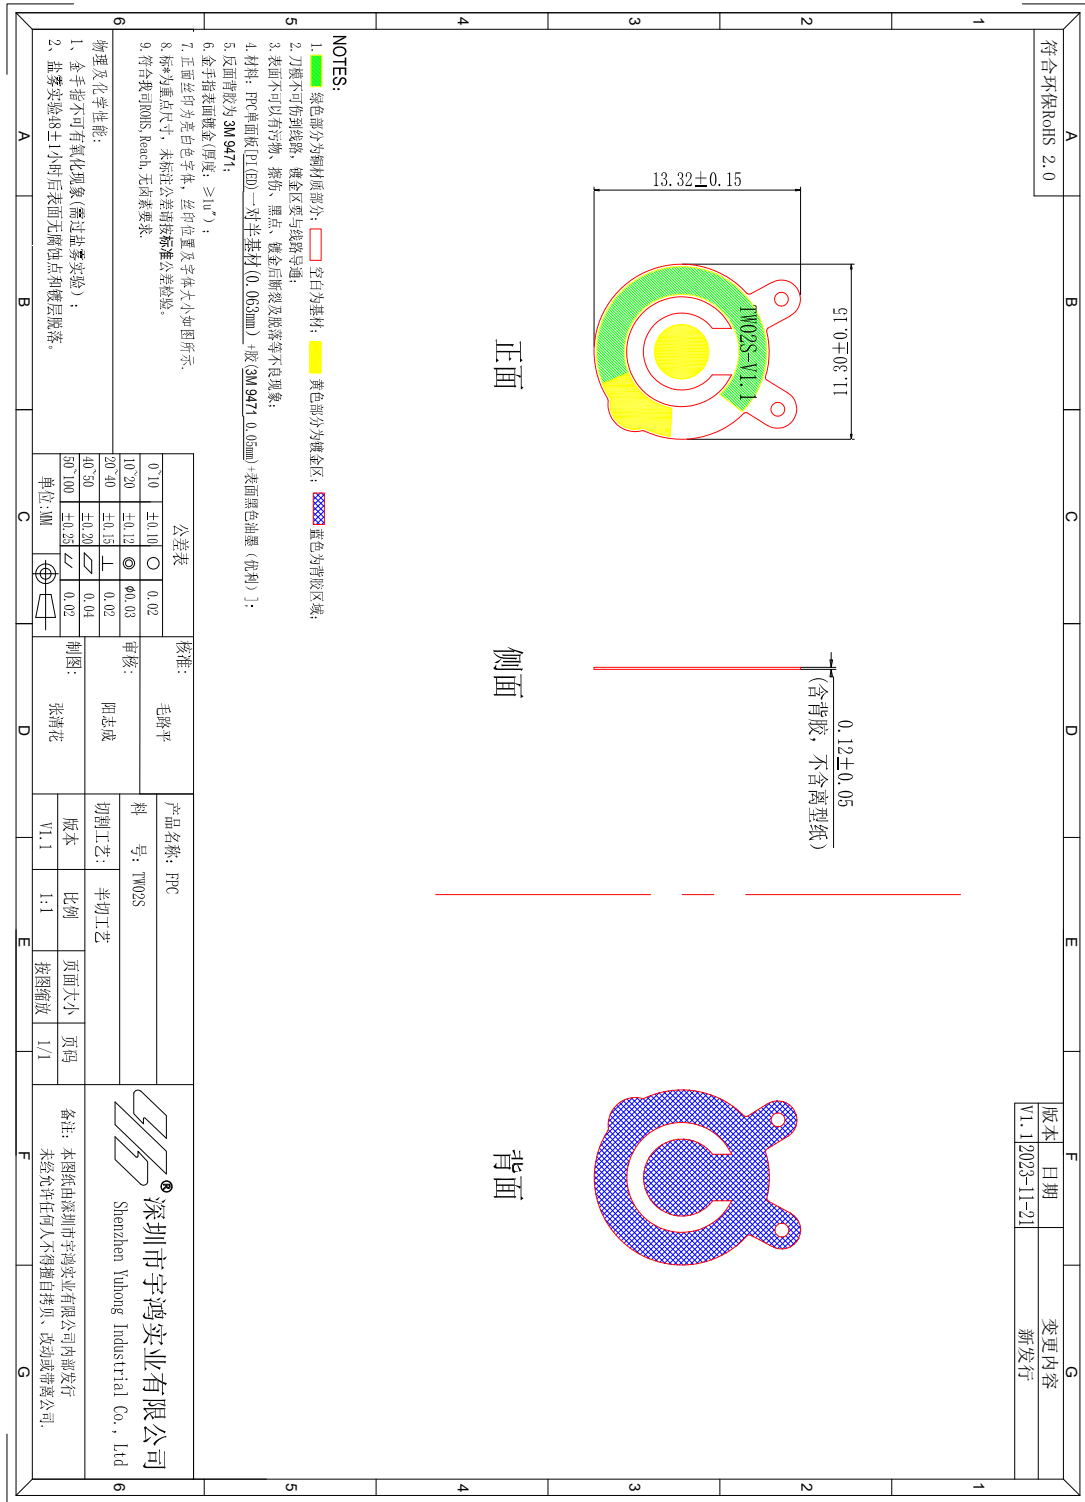 符合环保RoHS 2.0
版本 日期 变更内容
V1.1 2023-11-21 新发行
1 2 3 4 5 6
A B C D E F G
13.32±0.15
11.30±0.15
TW02S-V1.1
0.12±0.05
(含背胶，不含离型纸)
正面
侧面
背面
NOTES:
1. 绿色部分为铜材质部分; 空白为基材; 黄色部分为镀金区; 蓝色为背胶区域;
2. 刀模不可伤到线路，镀金区要与线路导通;
3. 表面不可以有污物、擦伤、黑点、镀金后断裂及脱落等不良现象;
4. 材料: FPC单面板[PI(ED)一对半基材(0.063mm)+胶(3M 9471 0.05mm)+表面黑色油墨（优利）];
5. 反面背胶为 3M 9471;
6. 金手指表面镀金(厚度: ≥1u");
7. 正面丝印为亮白色字体，丝印位置及字体大小如图所示.
8. 标*为重点尺寸，未标注公差请按标准公差检验。
9. 符合我司ROHS, Reach, 无卤素要求.
物理及化学性能:
1、金手指不可有氧化现象(需过盐雾实验);
2、盐雾实验48±1小时后表面无腐蚀点和镀层脱落。
公差表
0~10 ±0.10 0.02
10~20 ±0.12 Φ0.03
20~40 ±0.15 0.02
40~50 ±0.20 0.04
50~100 ±0.25 0.02
单位:MM
核准: 毛路平
审核: 阳志成
制图: 张清花
产品名称: FPC
料 号: TW02S
切割工艺: 半切工艺
版本 比例 页面大小 页码
V1.1 1:1 按图缩放 1/1
® 深圳市宇鸿实业有限公司
Shenzhen Yuhong Industrial Co., Ltd
备注: 本图纸由深圳市宇鸿实业有限公司内部发行
未经允许任何人不得擅自拷贝、改动或带离公司.
A B C D E F G
1 2 3 4 5 6